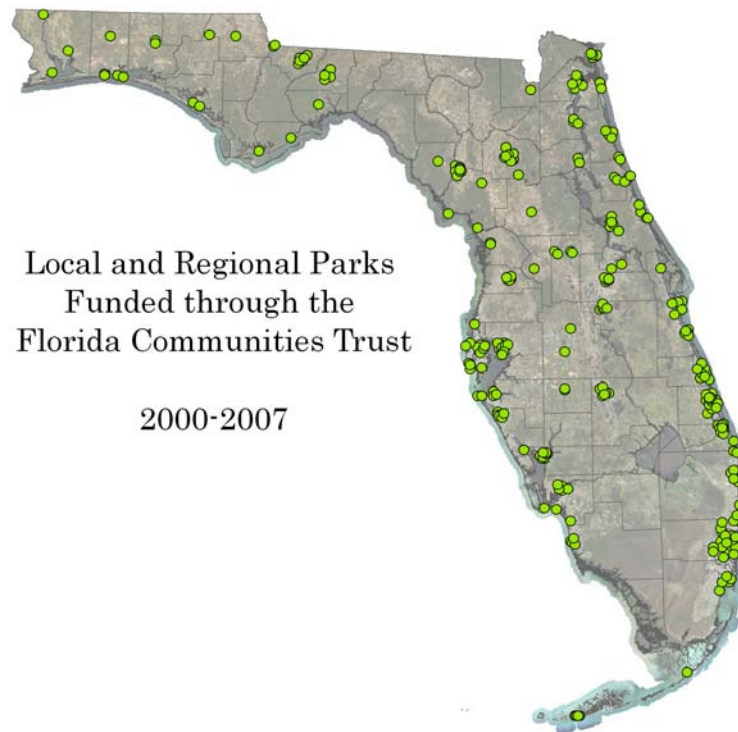 Local and Regional Parks
Funded through the
Florida Communities Trust
2000-2007